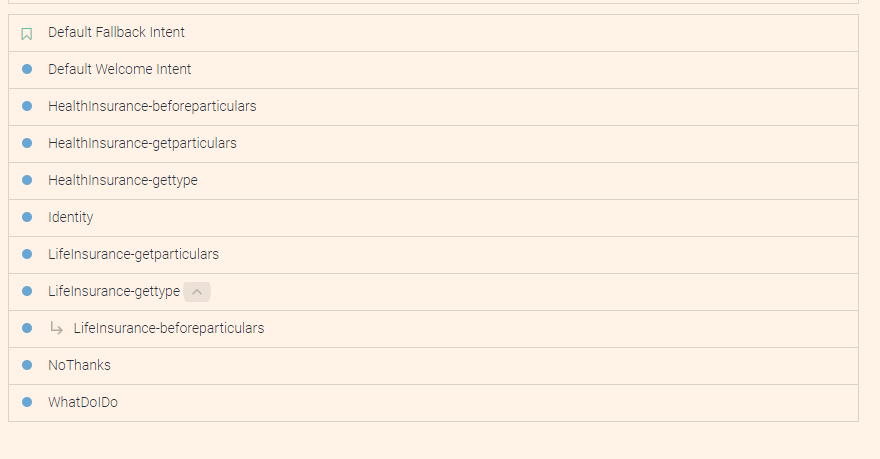 Default Fallback Intent
Default Welcome Intent
HealthInsurance-beforeparticulars
HealthInsurance-getparticulars
HealthInsurance-gettype
Identity
LifeInsurance-getparticulars
LifeInsurance-gettype
LifeInsurance-beforeparticulars
NoThanks
WhatDoIDo